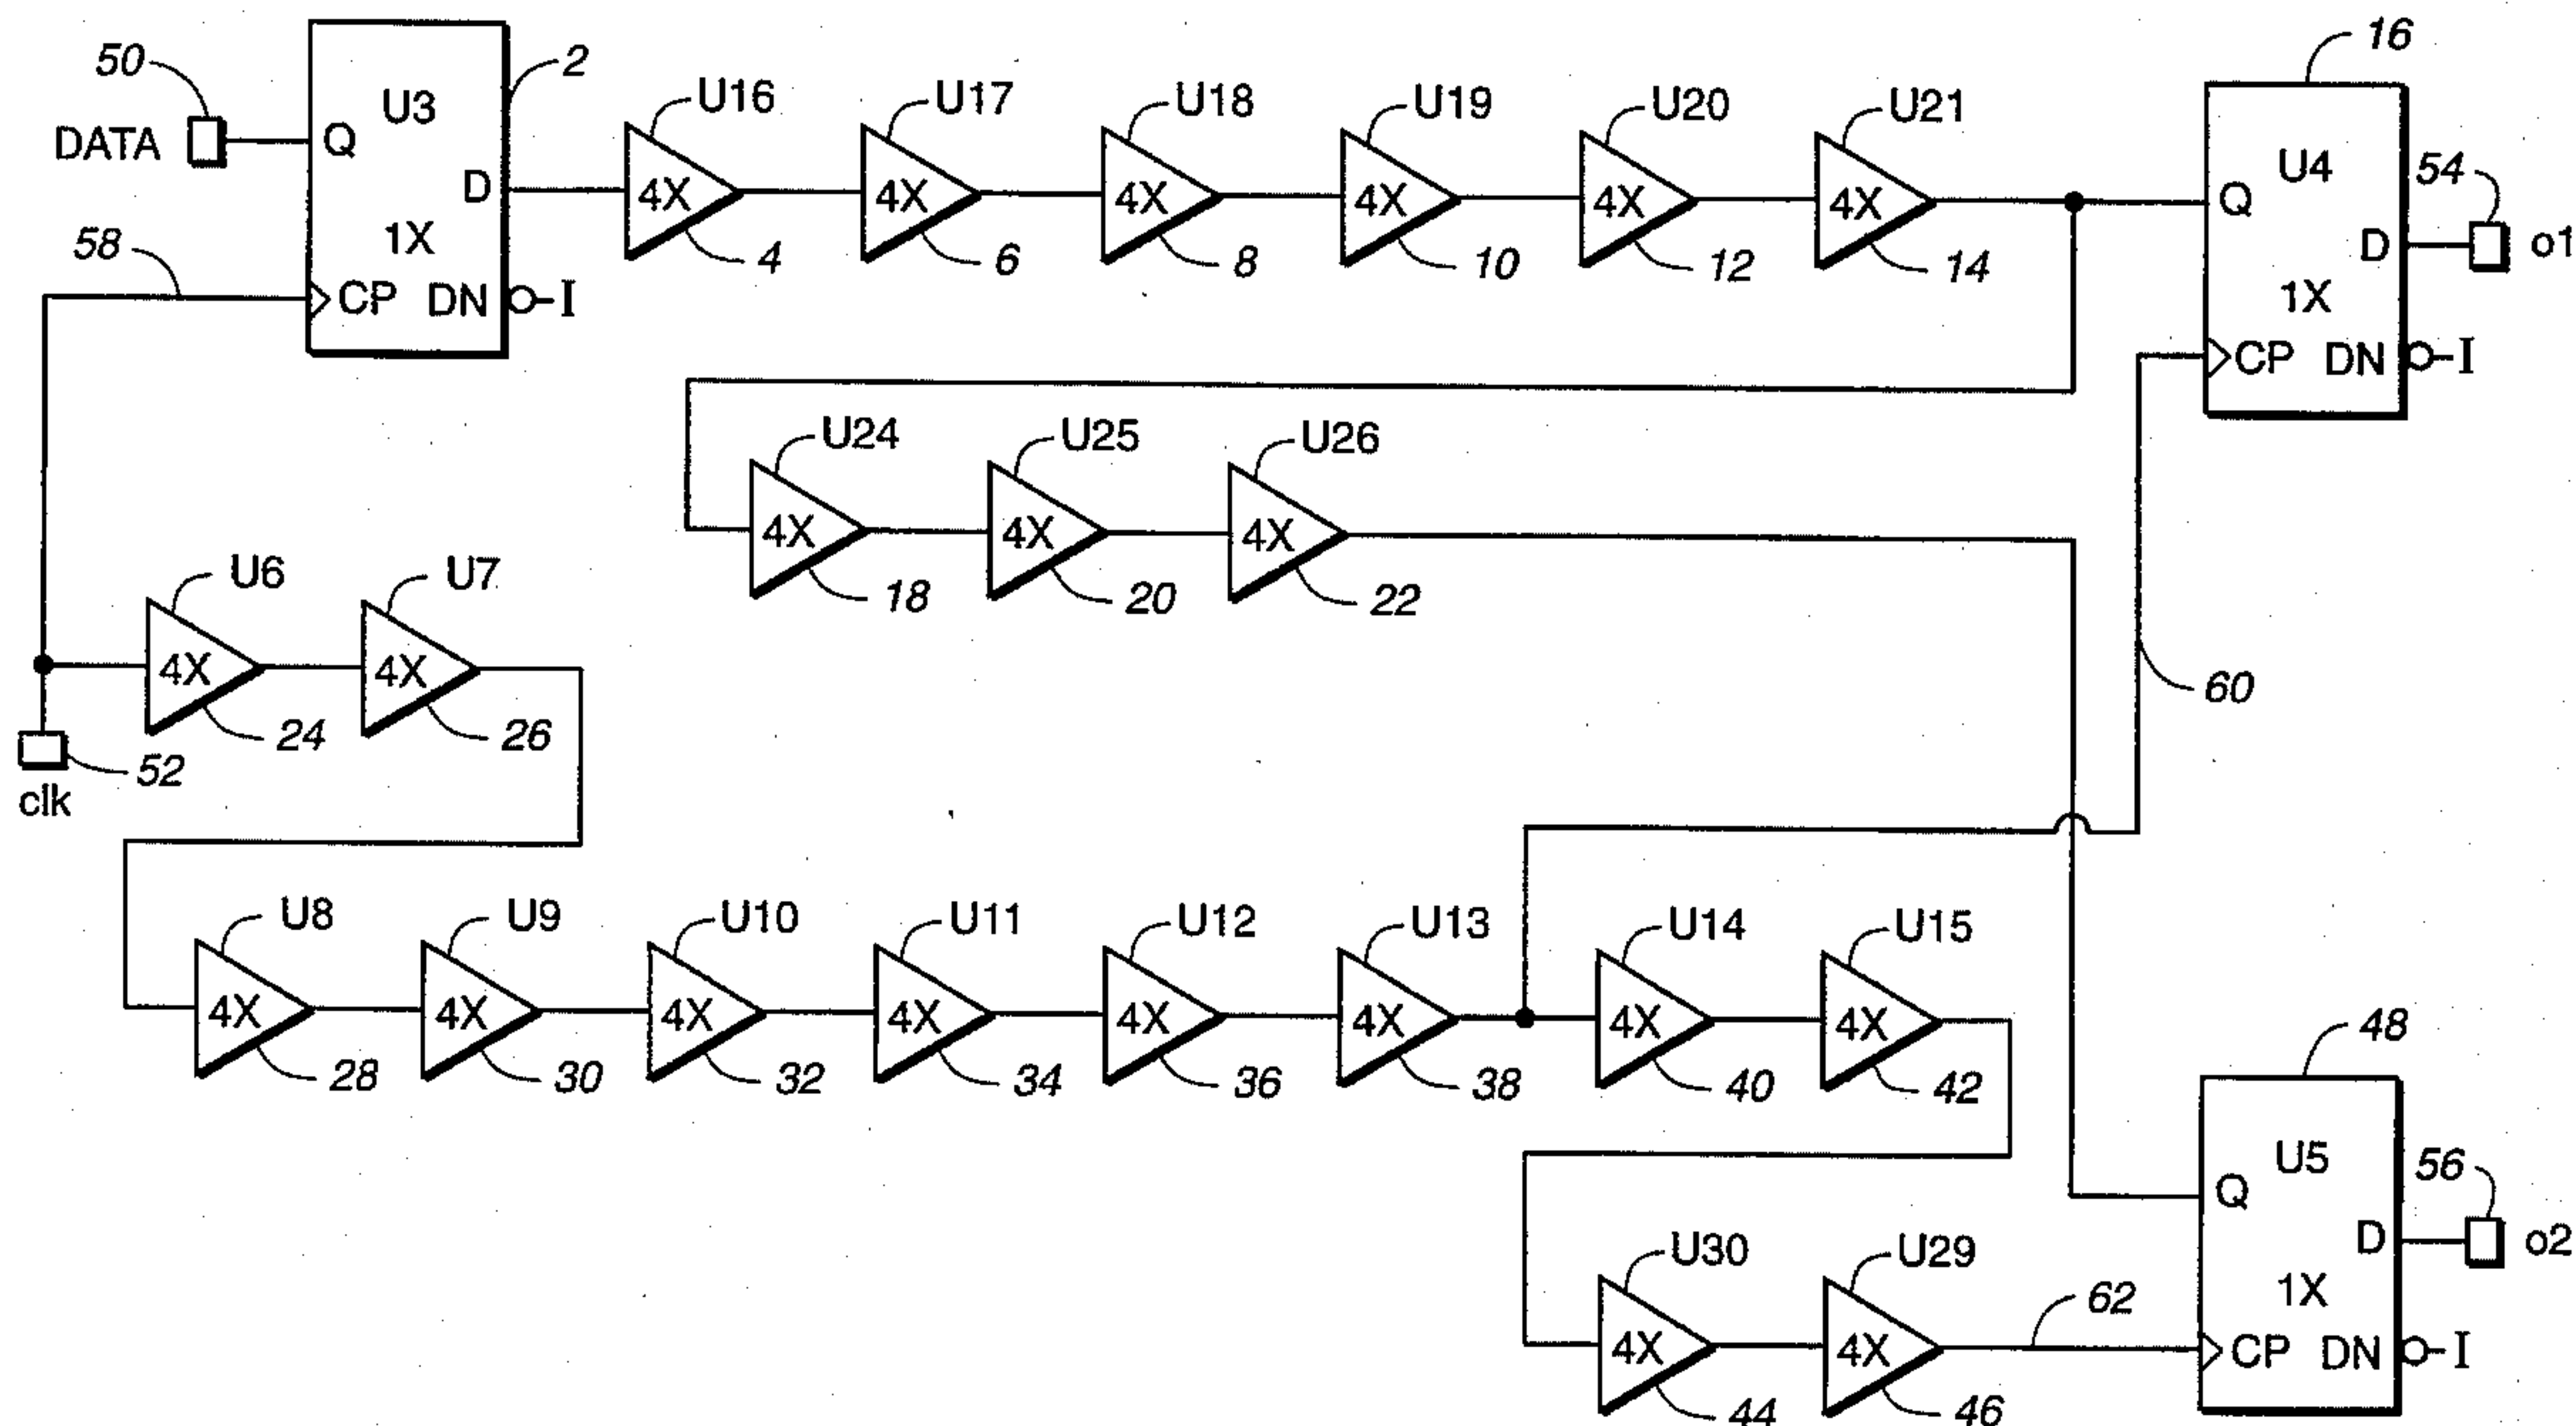 50
DATA
U3
2
Q
D
1X
58
CP
DN
I
U16
U17
U18
U19
U20
U21
4X
4X
4X
4X
4X
4X
4
6
8
10
12
14
16
U4
54
Q
D
o1
1X
CP
DN
I
U24
U25
U26
4X
4X
4X
18
20
22
60
U6
U7
4X
4X
24
26
52
clk
U8
U9
U10
U11
U12
U13
U14
U15
4X
4X
4X
4X
4X
4X
4X
4X
28
30
32
34
36
38
40
42
48
U5
56
Q
D
o2
1X
CP
DN
I
U30
U29
62
4X
4X
44
46